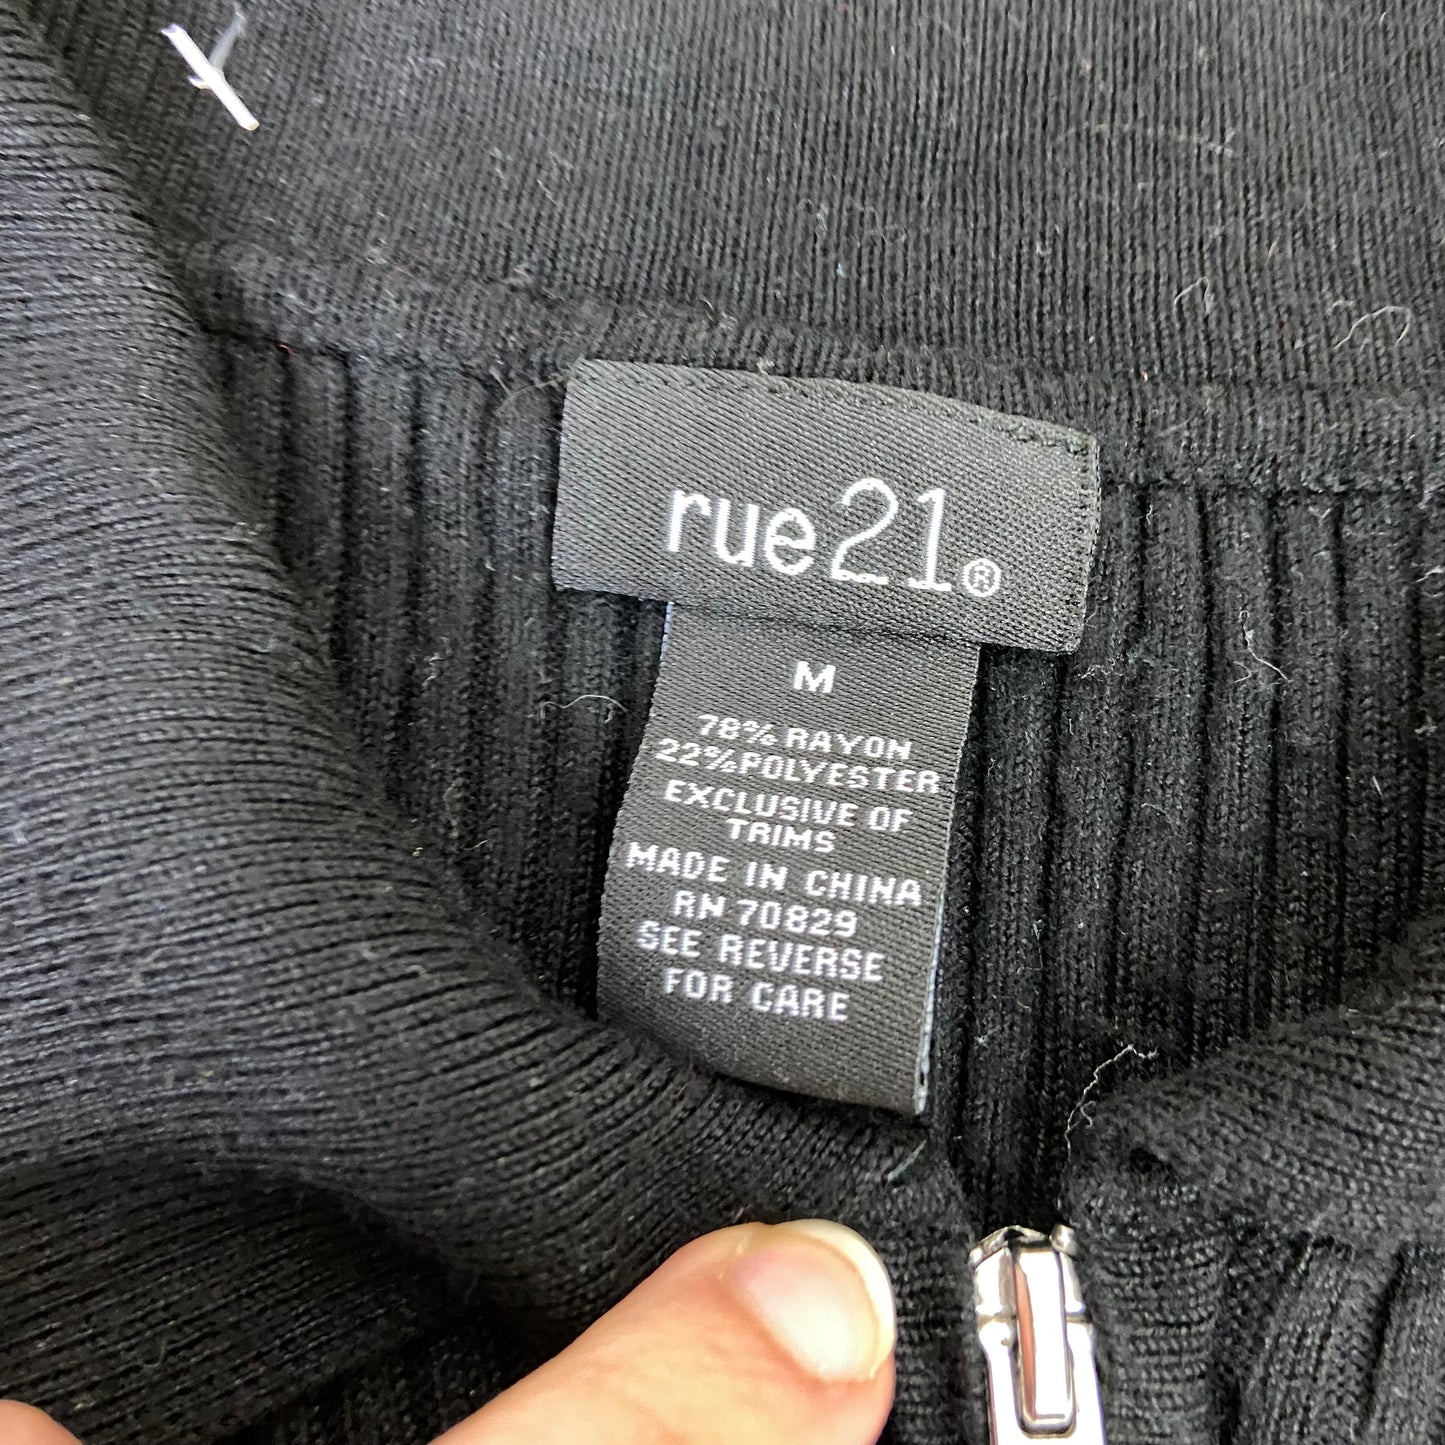 rue21®
M
78% RAYON
22%POLYESTER
EXCLUSIVE OF
TRIMS
MADE IN CHINA
RN 70829
SEE REVERSE
FOR CARE